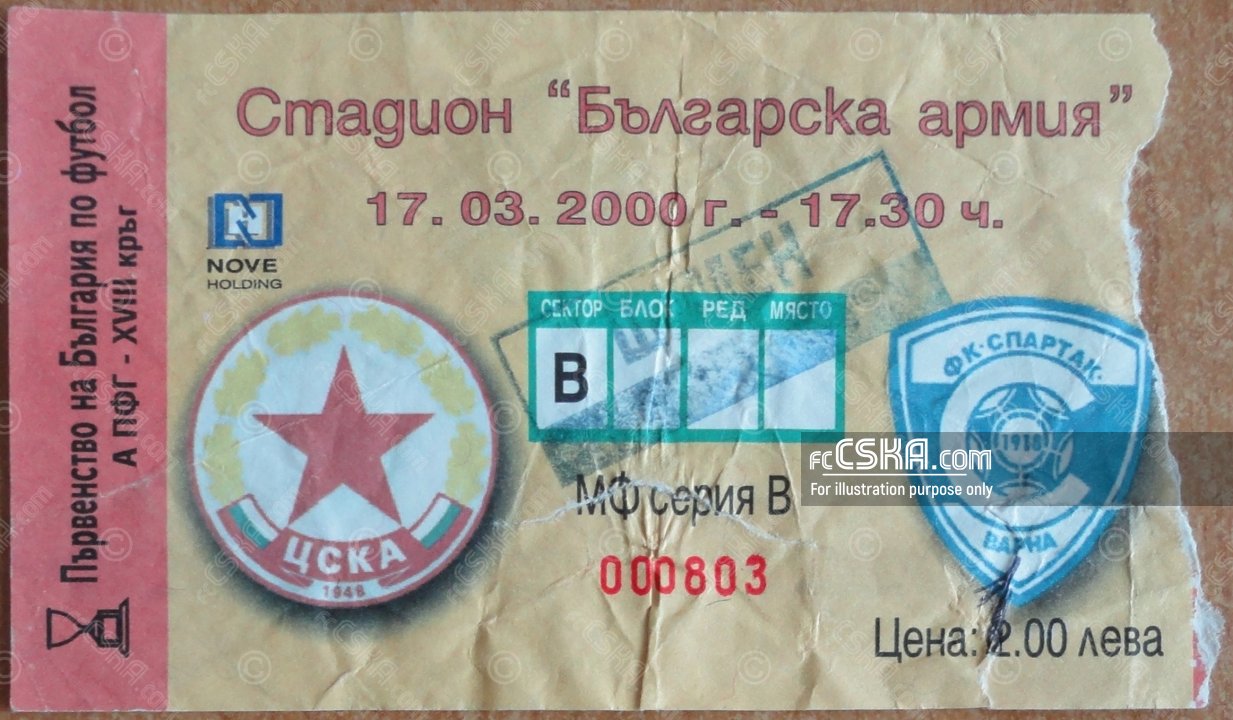 Първенство на България по футбол
А ПФГ - XVIII кръг
Стадион "Българска армия"
17. 03. 2000 г. - 17.30 ч.
NOVE
HOLDING
СЕКТОР БЛОК РЕД МЯСТО
В
МФ серия В
000803
ЦСКА
1948
ФК·СПАРТАК·
1918
ВАРНА
Цена: 2.00 лева
fcCSKA.com
For illustration purpose only